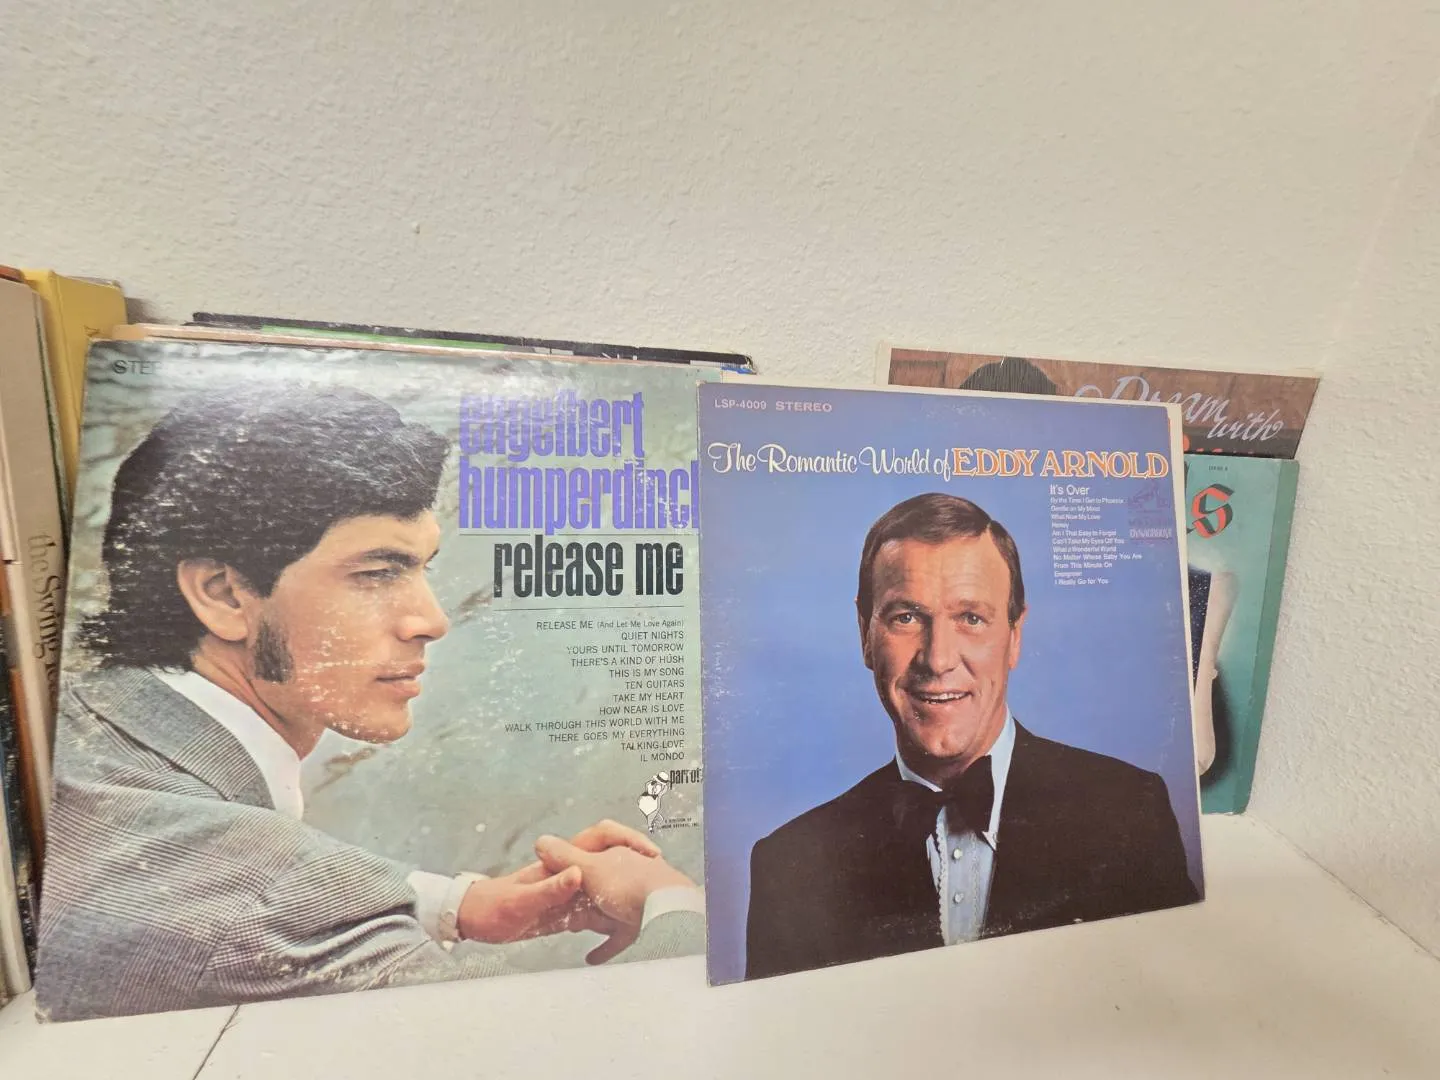 STE
engelbert
humperdinc
release me
RELEASE ME (And Let Me Love Again)
QUIET NIGHTS
YOURS UNTIL TOMORROW
THERE'S A KIND OF HUSH
THIS IS MY SONG
TEN GUITARS
TAKE MY HEART
HOW NEAR IS LOVE
WALK THROUGH THIS WORLD WITH ME
THERE GOES MY EVERYTHING
TALKING LOVE
IL MONDO
parrot
A DIVISION OF
LSP-4009 STEREO
The Romantic World of EDDY ARNOLD
It's Over
By the Time I Get to Phoenix
Gentle on My Mind
What Now My Love
Honey
Am I That Easy to Forget
Can't Take My Eyes Off You
What a Wonderful World
No Matter Whose Baby You Are
From This Minute On
Evergreen
I Really Go for You
DYNAGROOVE
Dream
with
s
the Swing